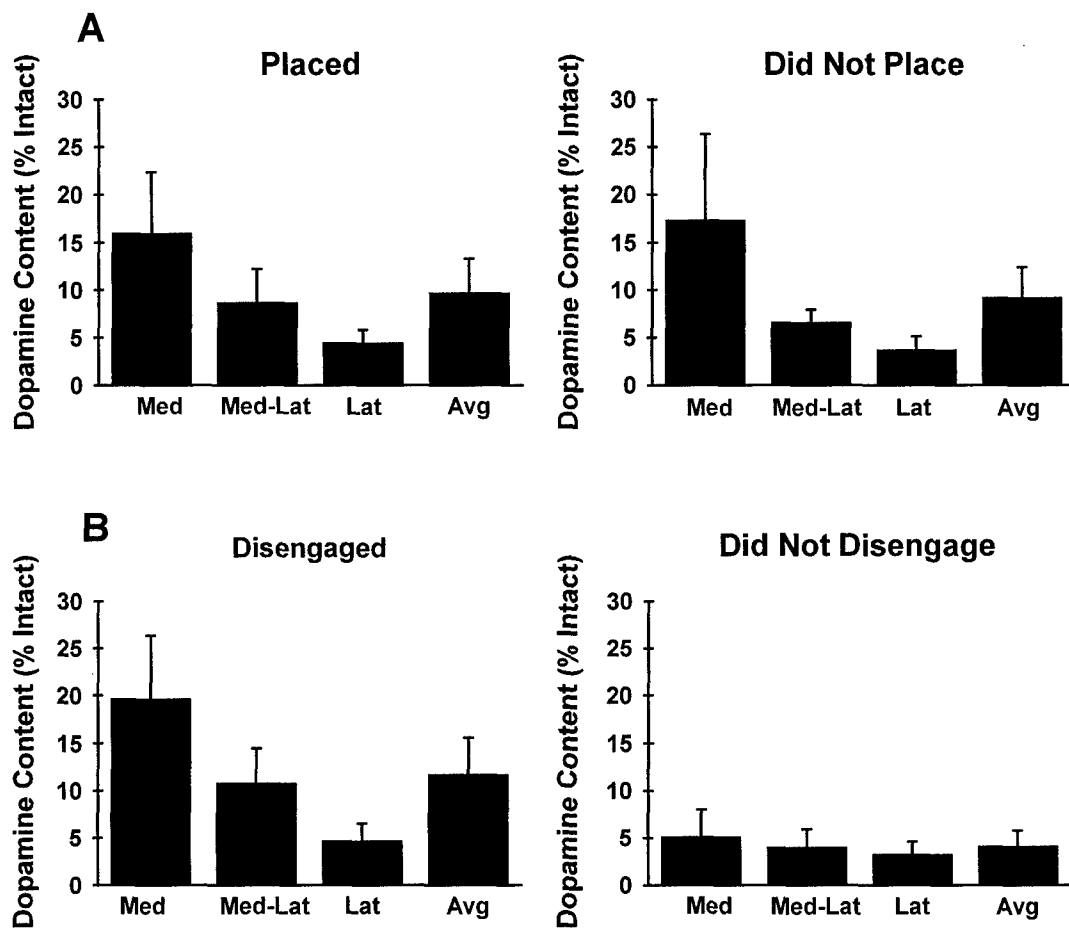 A
Placed
Did Not Place
Dopamine Content (% Intact)
30
25
20
15
10
5
0
Med Med-Lat Lat Avg
Dopamine Content (% Intact)
30
25
20
15
10
5
0
Med Med-Lat Lat Avg
B
Disengaged
Did Not Disengage
Dopamine Content (% Intact)
30
25
20
15
10
5
0
Med Med-Lat Lat Avg
Dopamine Content (% Intact)
30
25
20
15
10
5
0
Med Med-Lat Lat Avg